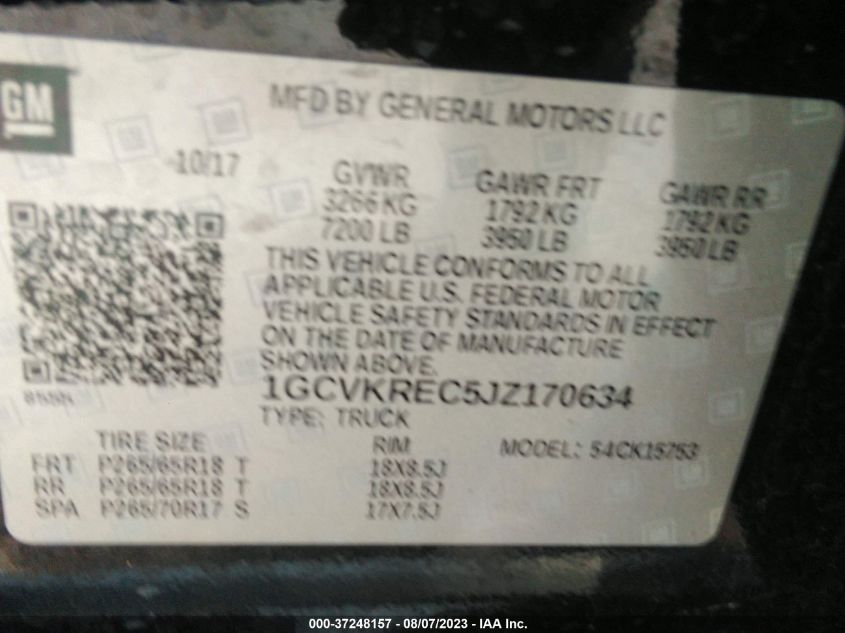 GM
MFD BY GENERAL MOTORS LLC
10/17
GVWR GAWR FRT GAWR RR
3266 KG 1792 KG 1792 KG
7200 LB 3950 LB 3950 LB
THIS VEHICLE CONFORMS TO ALL
APPLICABLE U.S. FEDERAL MOTOR
VEHICLE SAFETY STANDARDS IN EFFECT
ON THE DATE OF MANUFACTURE
SHOWN ABOVE.
1GCVKREC5JZ170634
TYPE: TRUCK
TIRE SIZE RIM MODEL: 54CK15753
FRT P265/65R18 T 18X8.5J
RR P265/65R18 T 18X8.5J
SPA P265/70R17 S 17X7.5J
000-37248157 - 08/07/2023 - IAA Inc.